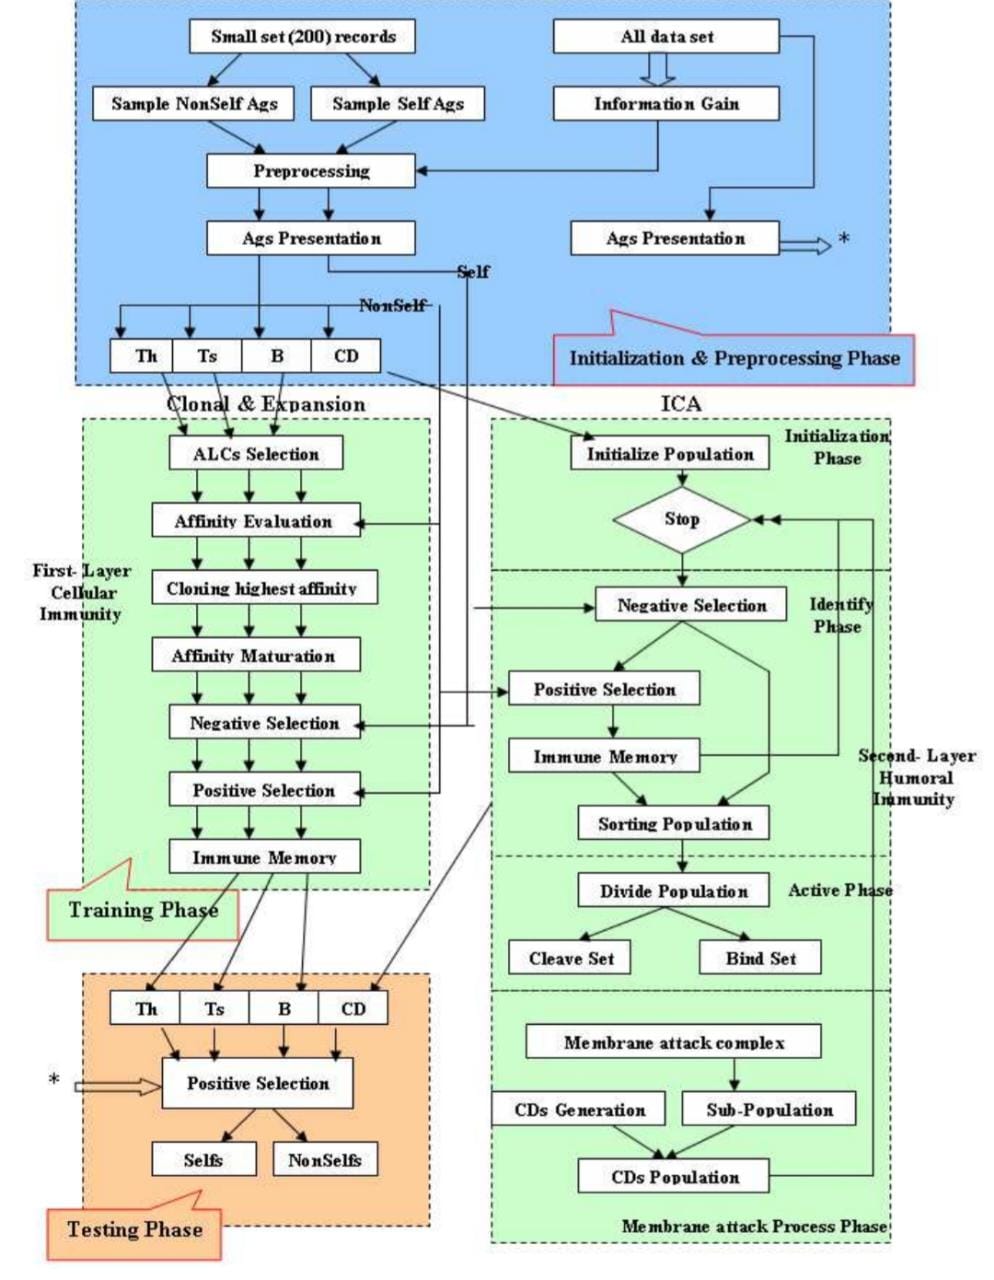 Small set (200) records
All data set
Sample NonSelf Ags
Sample Self Ags
Information Gain
Preprocessing
Ags Presentation
Ags Presentation
*
Self
NonSelf
Th
Ts
B
CD
Initialization & Preprocessing Phase
Clonal & Expansion
ICA
ALCs Selection
Affinity Evaluation
First- Layer
Cellular
Immunity
Cloning highest affinity
Affinity Maturation
Negative Selection
Positive Selection
Immune Memory
Training Phase
Initialize Population
Initialization
Phase
Stop
Negative Selection
Identify
Phase
Positive Selection
Immune Memory
Second- Layer
Humoral
Immunity
Sorting Population
Divide Population
Active Phase
Cleave Set
Bind Set
Membrane attack complex
CDs Generation
Sub-Population
CDs Population
Membrane attack Process Phase
Th
Ts
B
CD
*
Positive Selection
Selfs
NonSelfs
Testing Phase